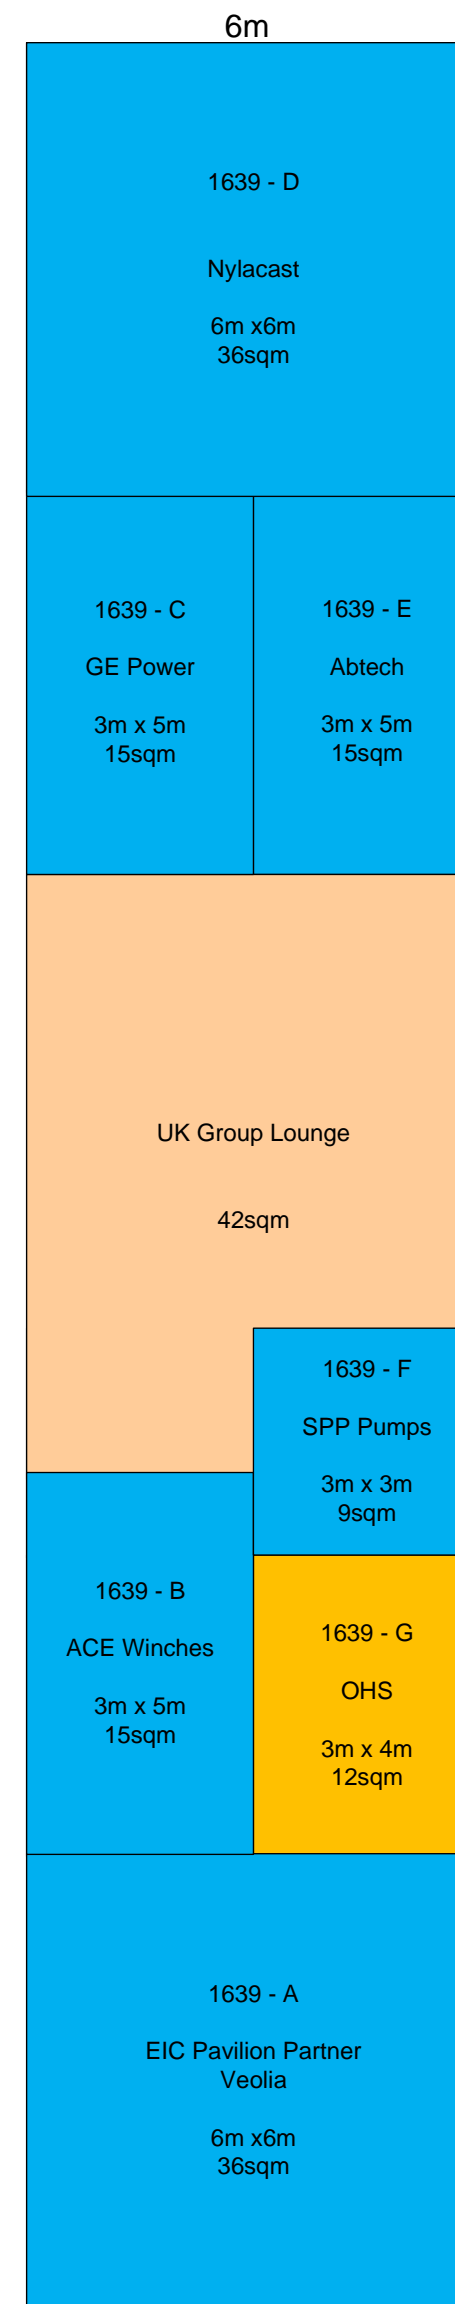 6m
1639 - D
Nylacast
6m x6m
36sqm
1639 - C
GE Power
3m x 5m
15sqm
1639 - E
Abtech
3m x 5m
15sqm
UK Group Lounge
42sqm
1639 - F
SPP Pumps
3m x 3m
9sqm
1639 - B
ACE Winches
3m x 5m
15sqm
1639 - G
OHS
3m x 4m
12sqm
1639 - A
EIC Pavilion Partner
Veolia
6m x6m
36sqm